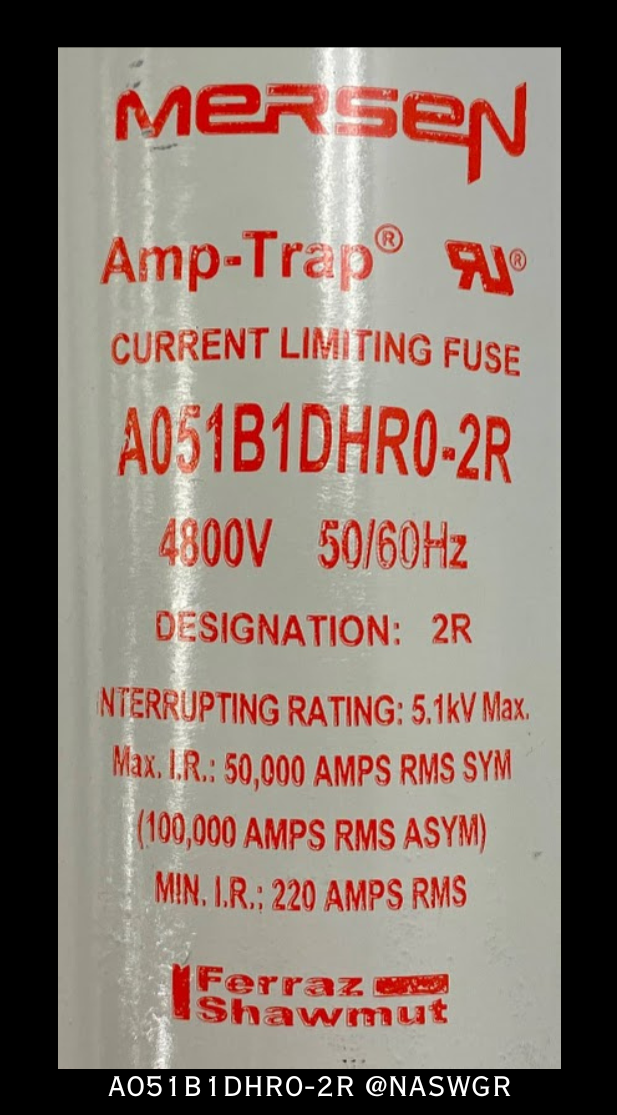 MERSEN
Amp-Trap® RU®
CURRENT LIMITING FUSE
A051B1DHR0-2R
4800V 50/60Hz
DESIGNATION: 2R
NTERRUPTING RATING: 5.1kV Max.
Max. I.R.: 50,000 AMPS RMS SYM
(100,000 AMPS RMS ASYM)
MIN. I.R.: 220 AMPS RMS
Ferraz
Shawmut
A051B1DHR0-2R @NASWGR